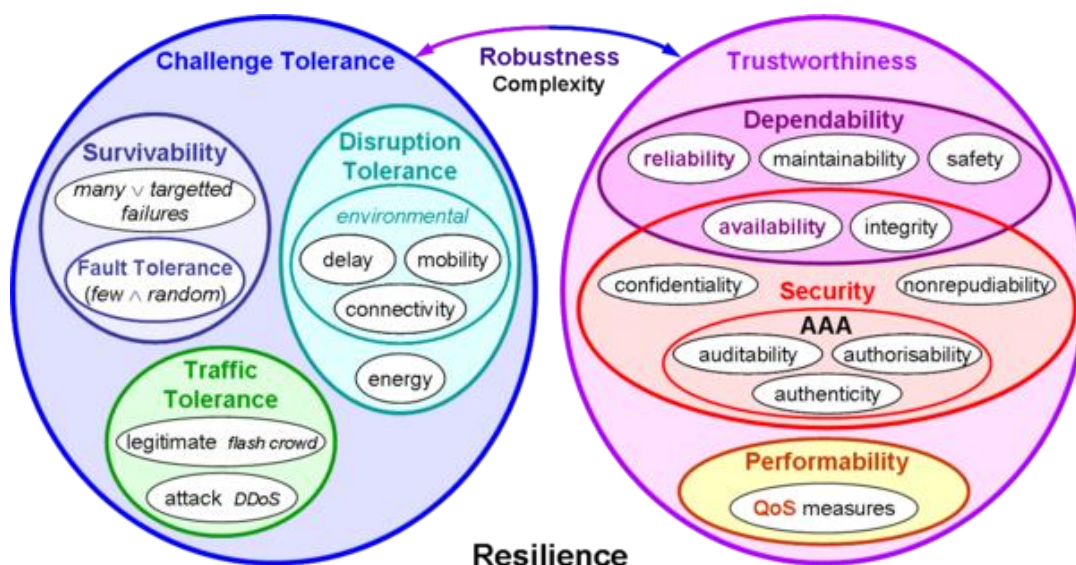 Challenge Tolerance
Robustness
Complexity
Trustworthiness
Survivability
many ∨ targetted
failures
Fault Tolerance
(few ∧ random)
Disruption
Tolerance
environmental
delay
mobility
connectivity
energy
Traffic
Tolerance
legitimate flash crowd
attack DDoS
Dependability
reliability
maintainability
safety
availability
integrity
confidentiality
Security
nonrepudiability
AAA
auditability
authorisability
authenticity
Performability
QoS measures
Resilience